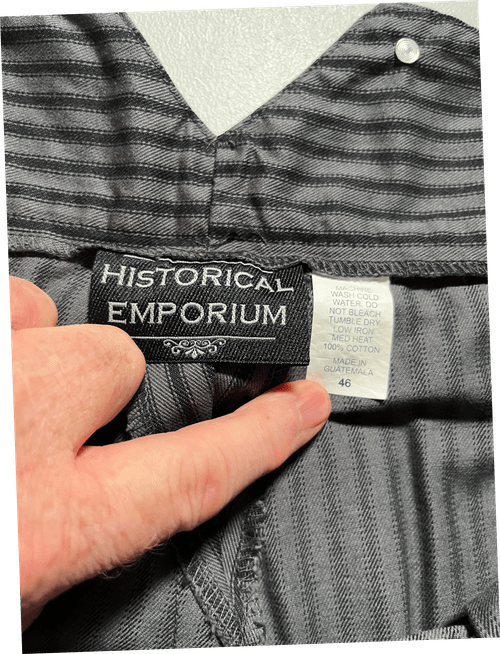 HISTORICAL
EMPORIUM
MACHINE
WASH COLD
WATER, DO
NOT BLEACH
TUMBLE DRY
LOW IRON
MED HEAT
100% COTTON
MADE IN
GUATEMALA
46